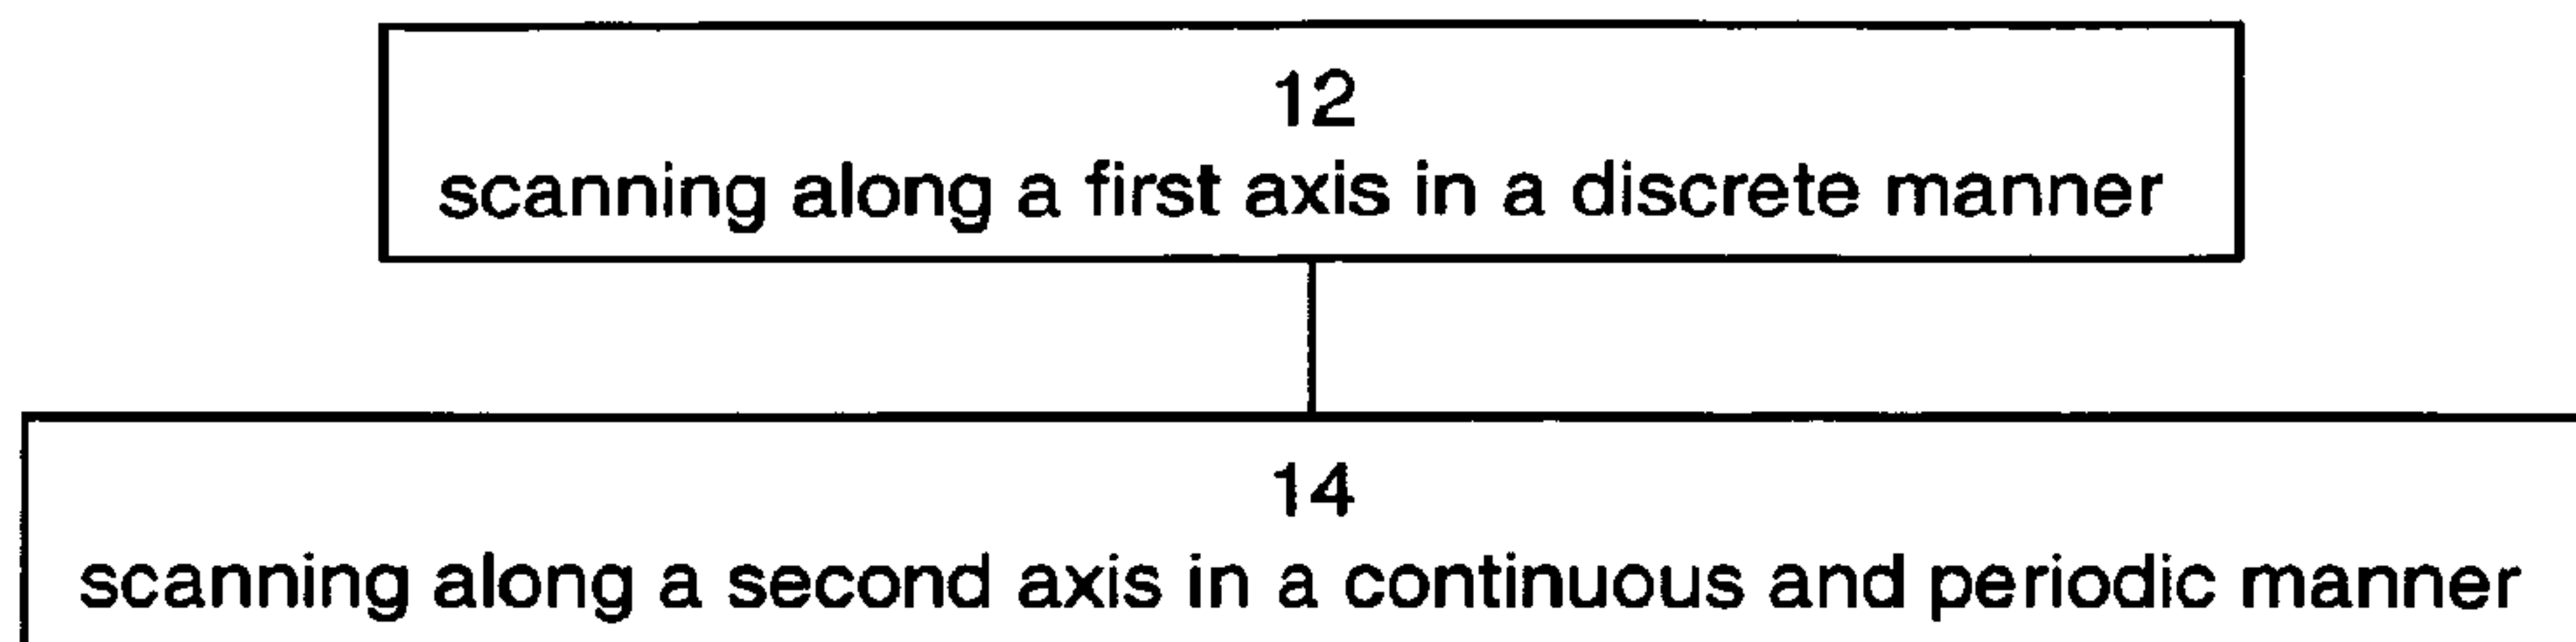 12
scanning along a first axis in a discrete manner
14
scanning along a second axis in a continuous and periodic manner